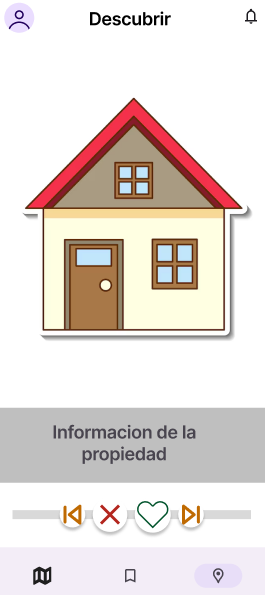 Descubrir
Informacion de la
propiedad